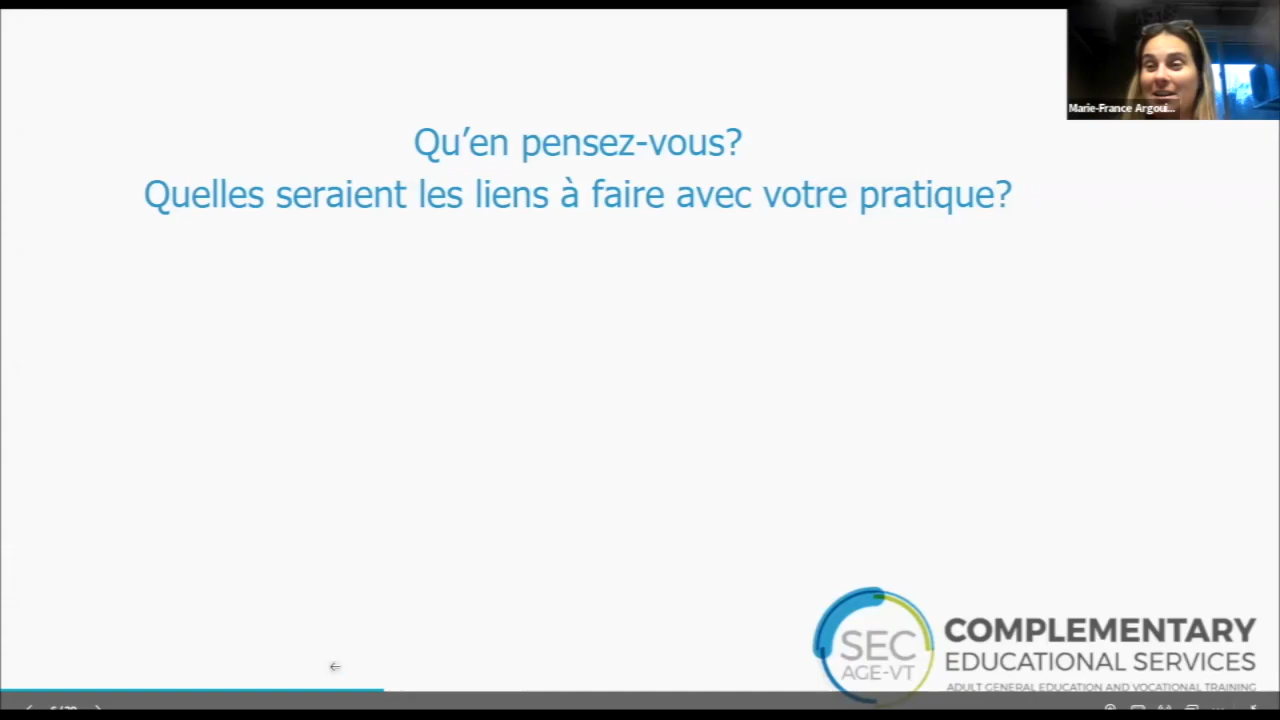 Marie-France Argoui...
Qu’en pensez-vous?
Quelles seraient les liens à faire avec votre pratique?
SEC
AGE-VT
COMPLEMENTARY
EDUCATIONAL SERVICES
ADULT GENERAL EDUCATION AND VOCATIONAL TRAINING